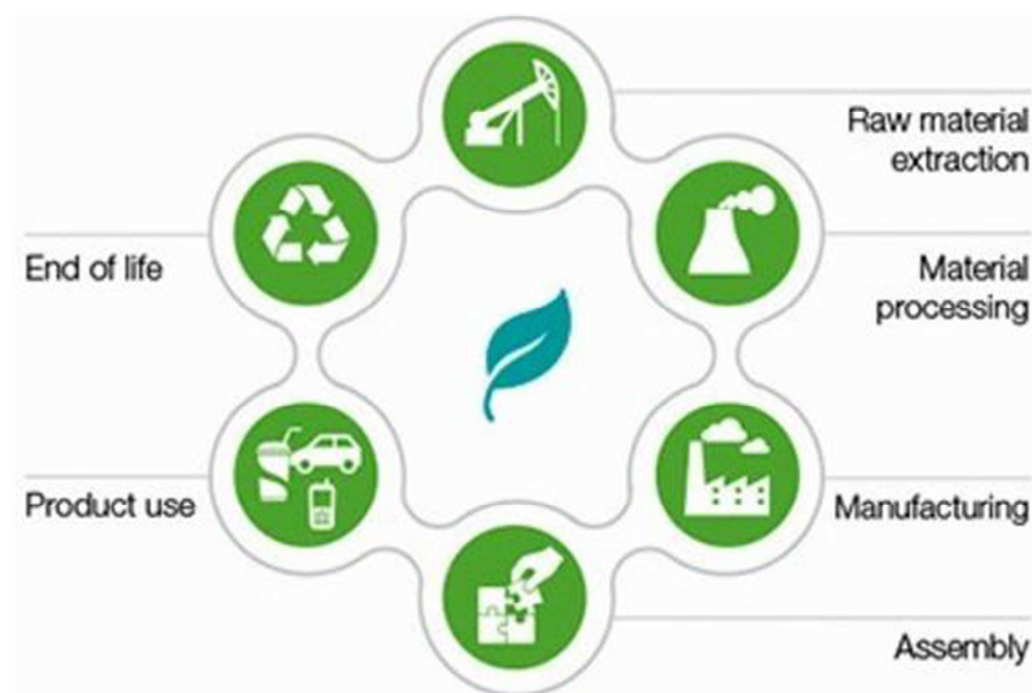 Raw material
extraction
End of life
Material
processing
Product use
Manufacturing
Assembly